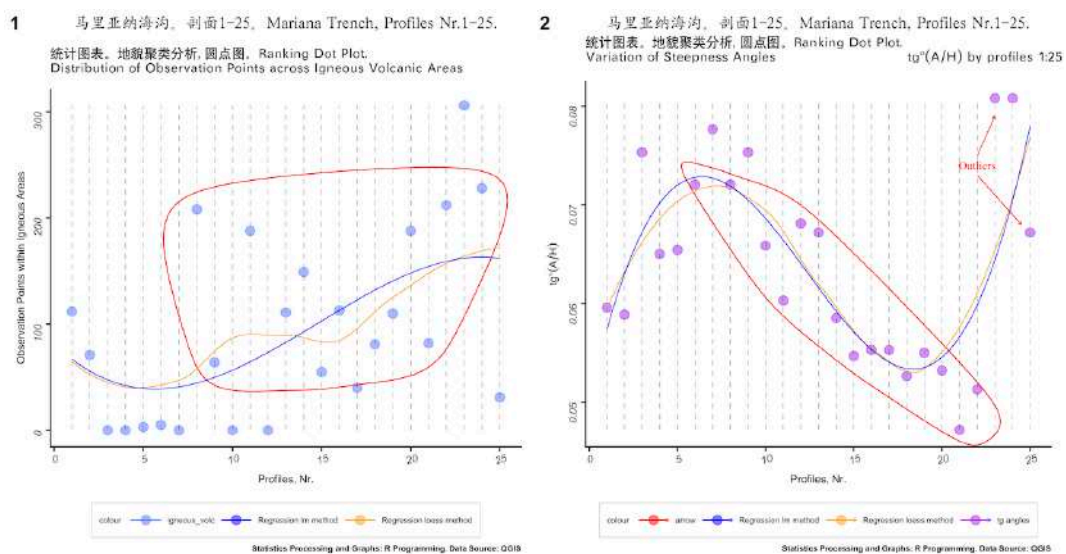 1
马里亚纳海沟。剖面1-25。Mariana Trench, Profiles Nr.1-25.
统计图表。地貌聚类分析, 圆点图。Ranking Dot Plot.
Distribution of Observation Points across Igneous Volcanic Areas
Observation Points within Igneous Areas
300
200
100
0
0 5 10 15 20 25
Profiles, Nr.
colour igneous_volc Regression lm method Regression loess method
Statistics Processing and Graphs: R Programming. Data Source: QGIS
2
马里亚纳海沟。剖面1-25。Mariana Trench, Profiles Nr.1-25.
统计图表。地貌聚类分析, 圆点图。Ranking Dot Plot.
Variation of Steepness Angles tg°(A/H) by profiles 1:25
tg°(A/H)
0.08
0.07
0.06
0.05
Outliers
0 5 10 15 20 25
Profiles, Nr.
colour arrow Regression lm method Regression loess method tg angles
Statistics Processing and Graphs: R Programming. Data Source: QGIS